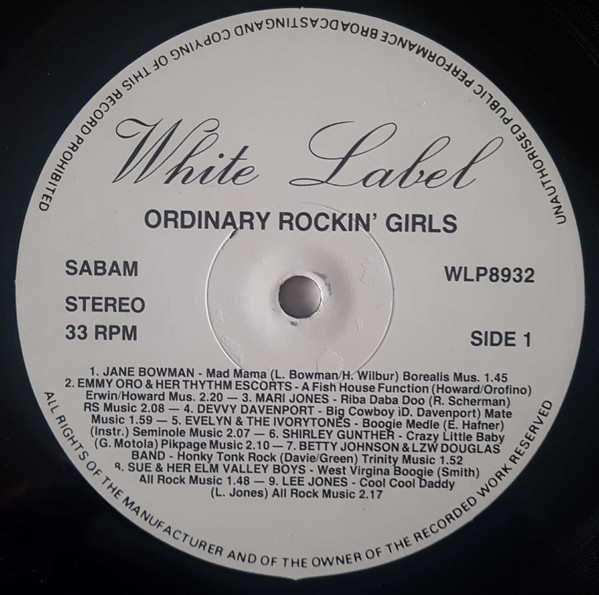 UNAUTHORISED PUBLIC PERFORMANCE BROADCASTING AND COPYING OF THIS RECORD PROHIBITED
White Label
ORDINARY ROCKIN' GIRLS
SABAM
WLP8932
STEREO
33 RPM
SIDE 1
1. JANE BOWMAN - Mad Mama (L. Bowman/H. Wilbur) Borealis Mus. 1.45
2. EMMY ORO & HER THYTHM ESCORTS - A Fish House Function (Howard/Orofino)
Erwin/Howard Mus. 2.20 — 3. MARI JONES - Riba Daba Doo (R. Scherman)
RS Music 2.08 — 4. DEVVY DAVENPORT - Big Cowboy iD. Davenport) Mate
Music 1.59 — 5. EVELYN & THE IVORYTONES - Boogie Medle (E. Hafner)
(Instr.) Seminole Music 2.07 — 6. SHIRLEY GUNTHER - Crazy Little Baby
(G. Motola) Pikpage Music 2.10 — 7. BETTY JOHNSON & LZW DOUGLAS
BAND - Honky Tonk Rock (Davie/Green) Trinity Music 1.52
8. SUE & HER ELM VALLEY BOYS - West Virgina Boogie (Smith)
All Rock Music 1.48 — 9. LEE JONES - Cool Cool Daddy
(L. Jones) All Rock Music 2.17
ALL RIGHTS OF THE MANUFACTURER AND OF THE OWNER OF THE RECORDED WORK RESERVED